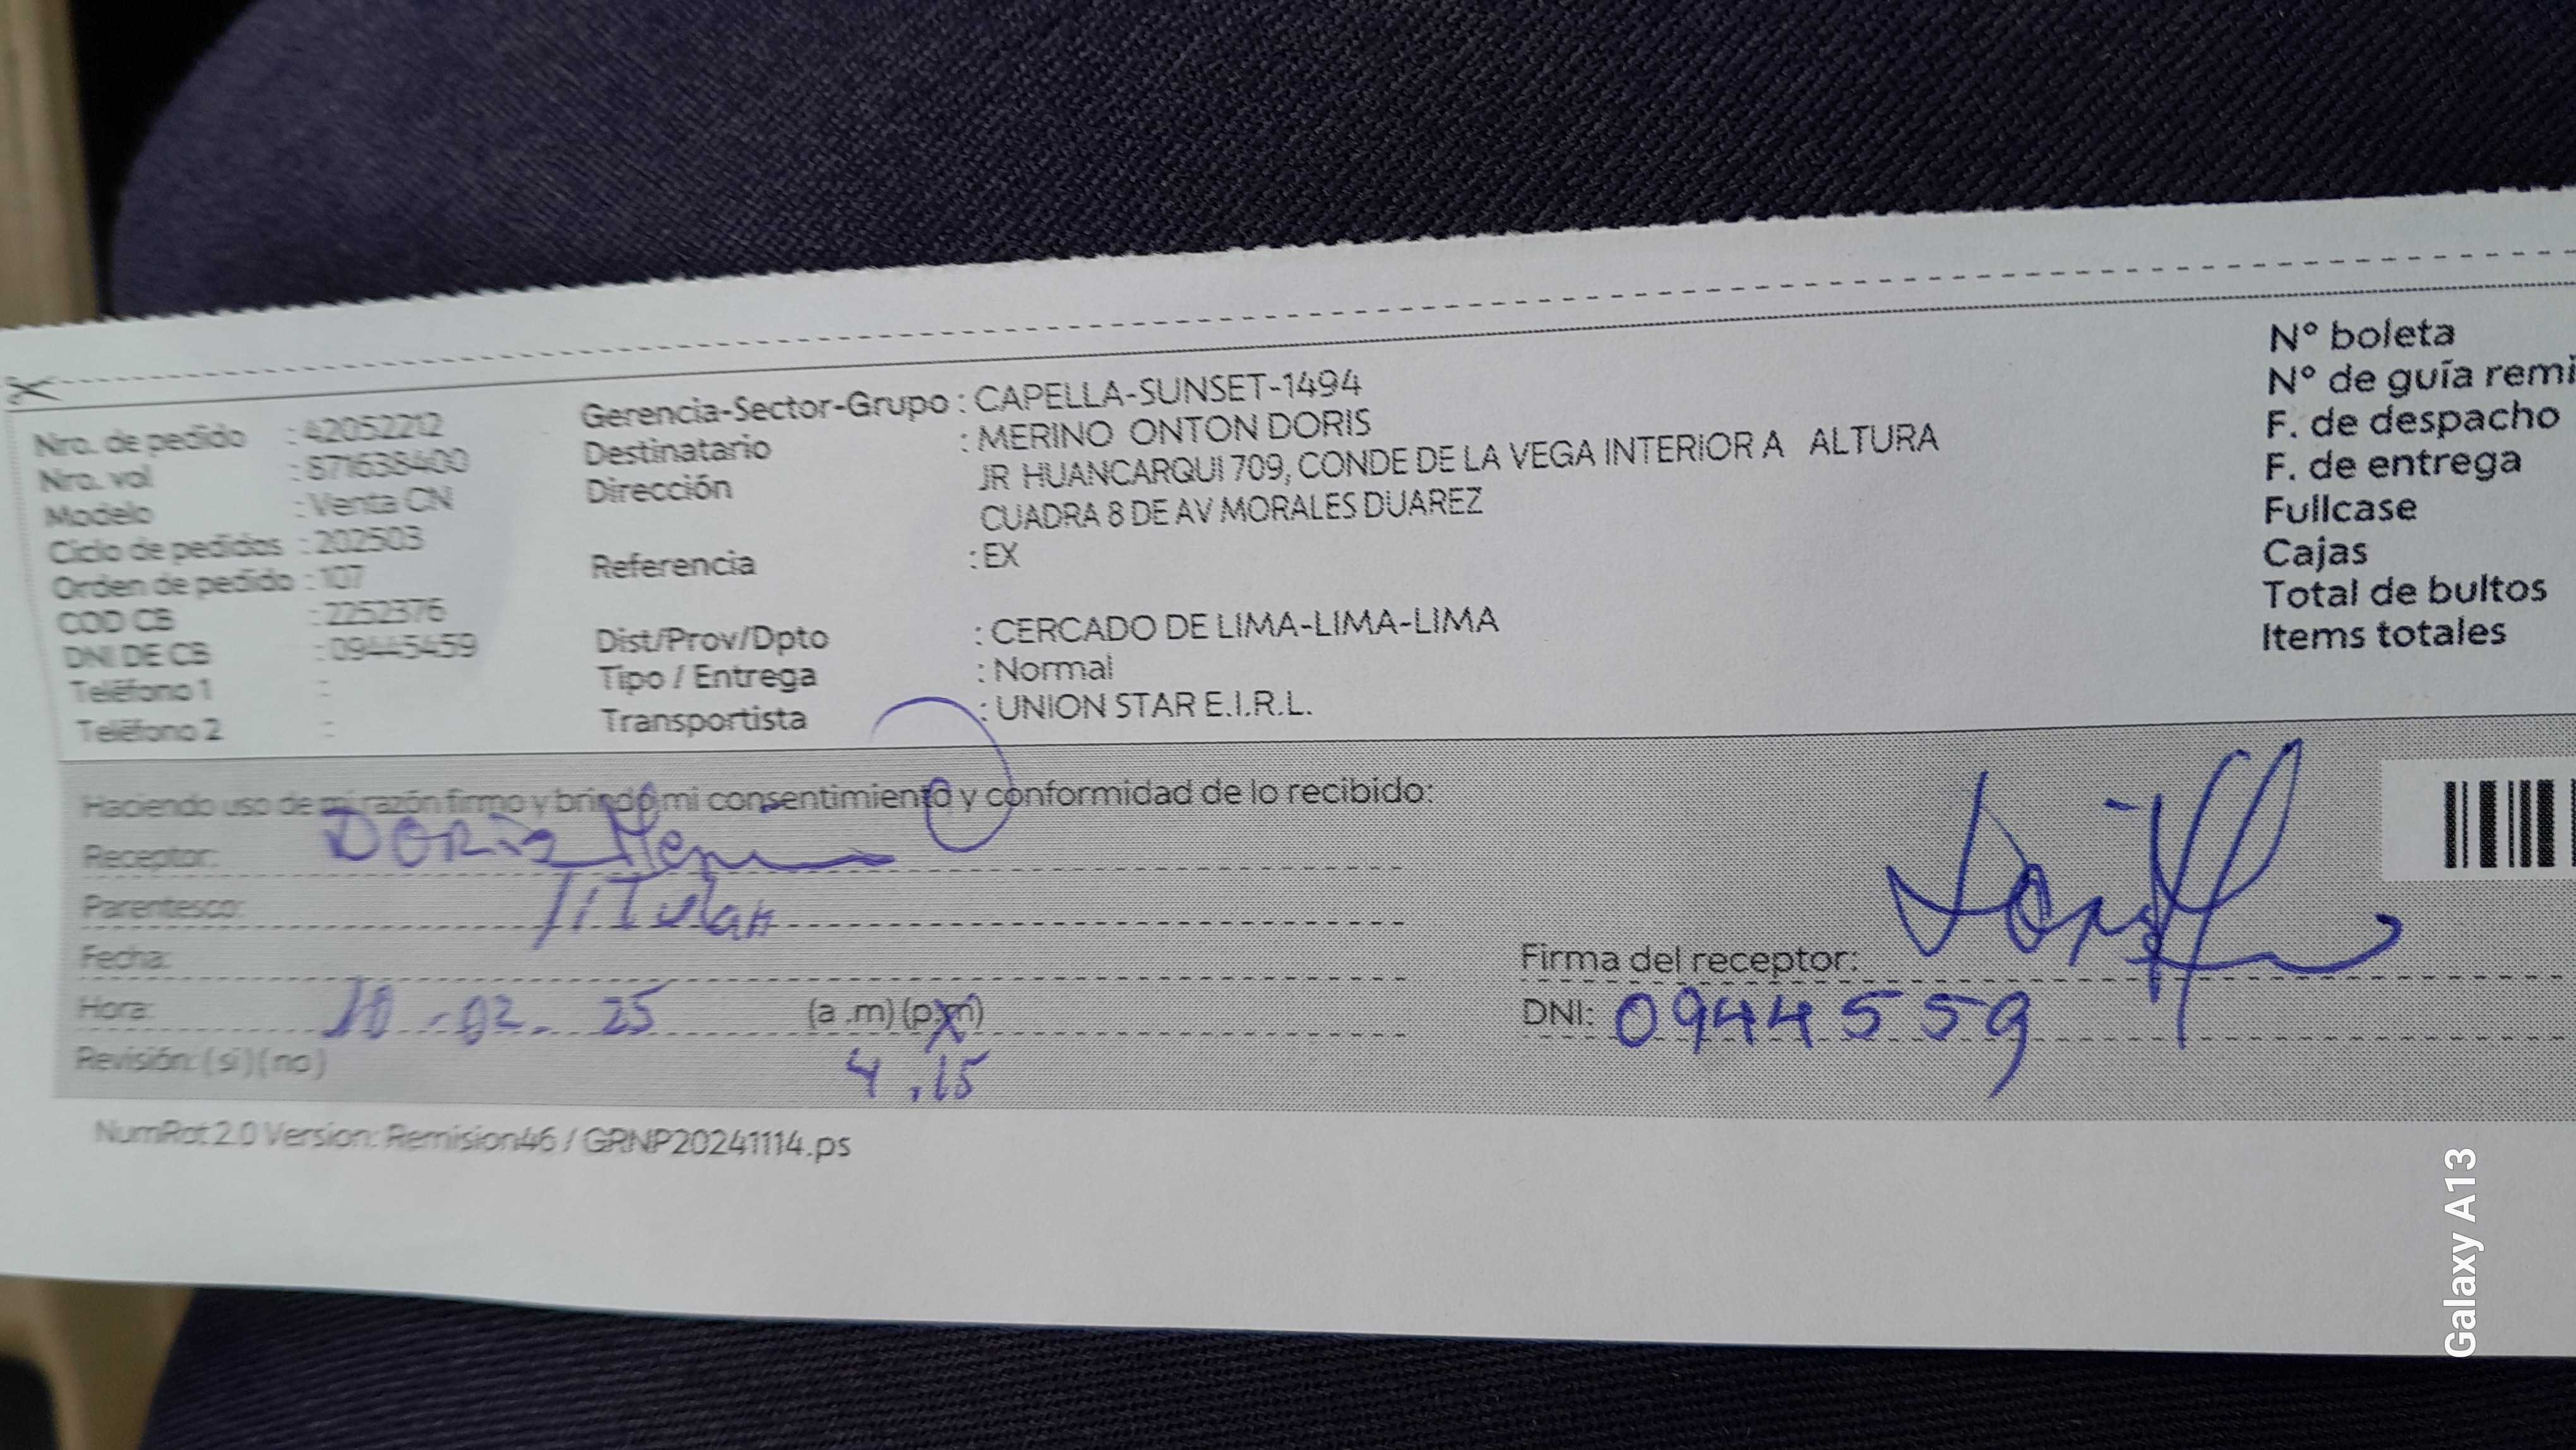 Nro. de pedido : 42052212
Nro. vol : 871638400
Modelo : Venta CN
Ciclo de pedidos : 202503
Orden de pedido : 107
COD CB : 2252376
DNI DE CB : 09445459
Teléfono 1 :
Teléfono 2 :
Gerencia-Sector-Grupo : CAPELLA-SUNSET-1494
Destinatario : MERINO ONTON DORIS
Dirección JR HUANCARQUI 709, CONDE DE LA VEGA INTERIOR A ALTURA
CUADRA 8 DE AV MORALES DUAREZ
Referencia : EX
Dist/Prov/Dpto : CERCADO DE LIMA-LIMA-LIMA
Tipo / Entrega : Normal
Transportista : UNION STAR E.I.R.L.
N° boleta
N° de guía remi
F. de despacho
F. de entrega
Fullcase
Cajas
Total de bultos
Items totales
Haciendo uso de mi razón firmo y brindo mi consentimiento y conformidad de lo recibido:
Receptor: DORis
Parentesco: TiTular
Fecha:
Hora: 10 - 02 - 25 (a .m) (p.m)
4 . 15
Revisión: (si) (no)
Firma del receptor:
DNI: 09445559
NumRot 2.0 Version: Remision46 / GRNP20241114.ps
Galaxy A13